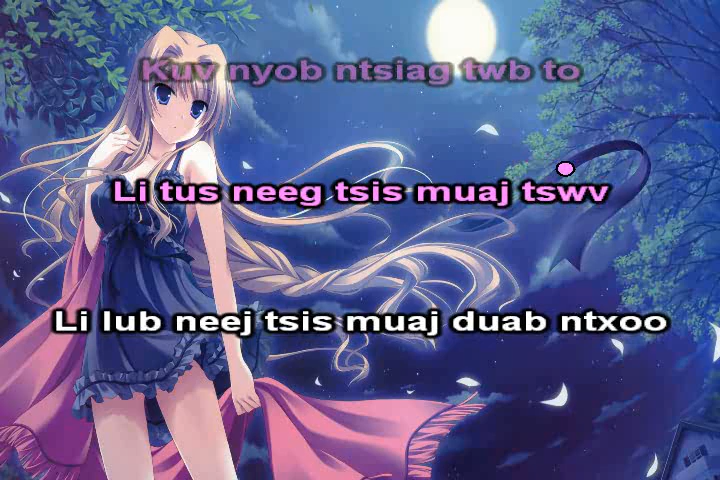 Kuv nyob ntsiag twb to
Li tus neeg tsis muaj tswv
Li lub neej tsis muaj duab ntxoo